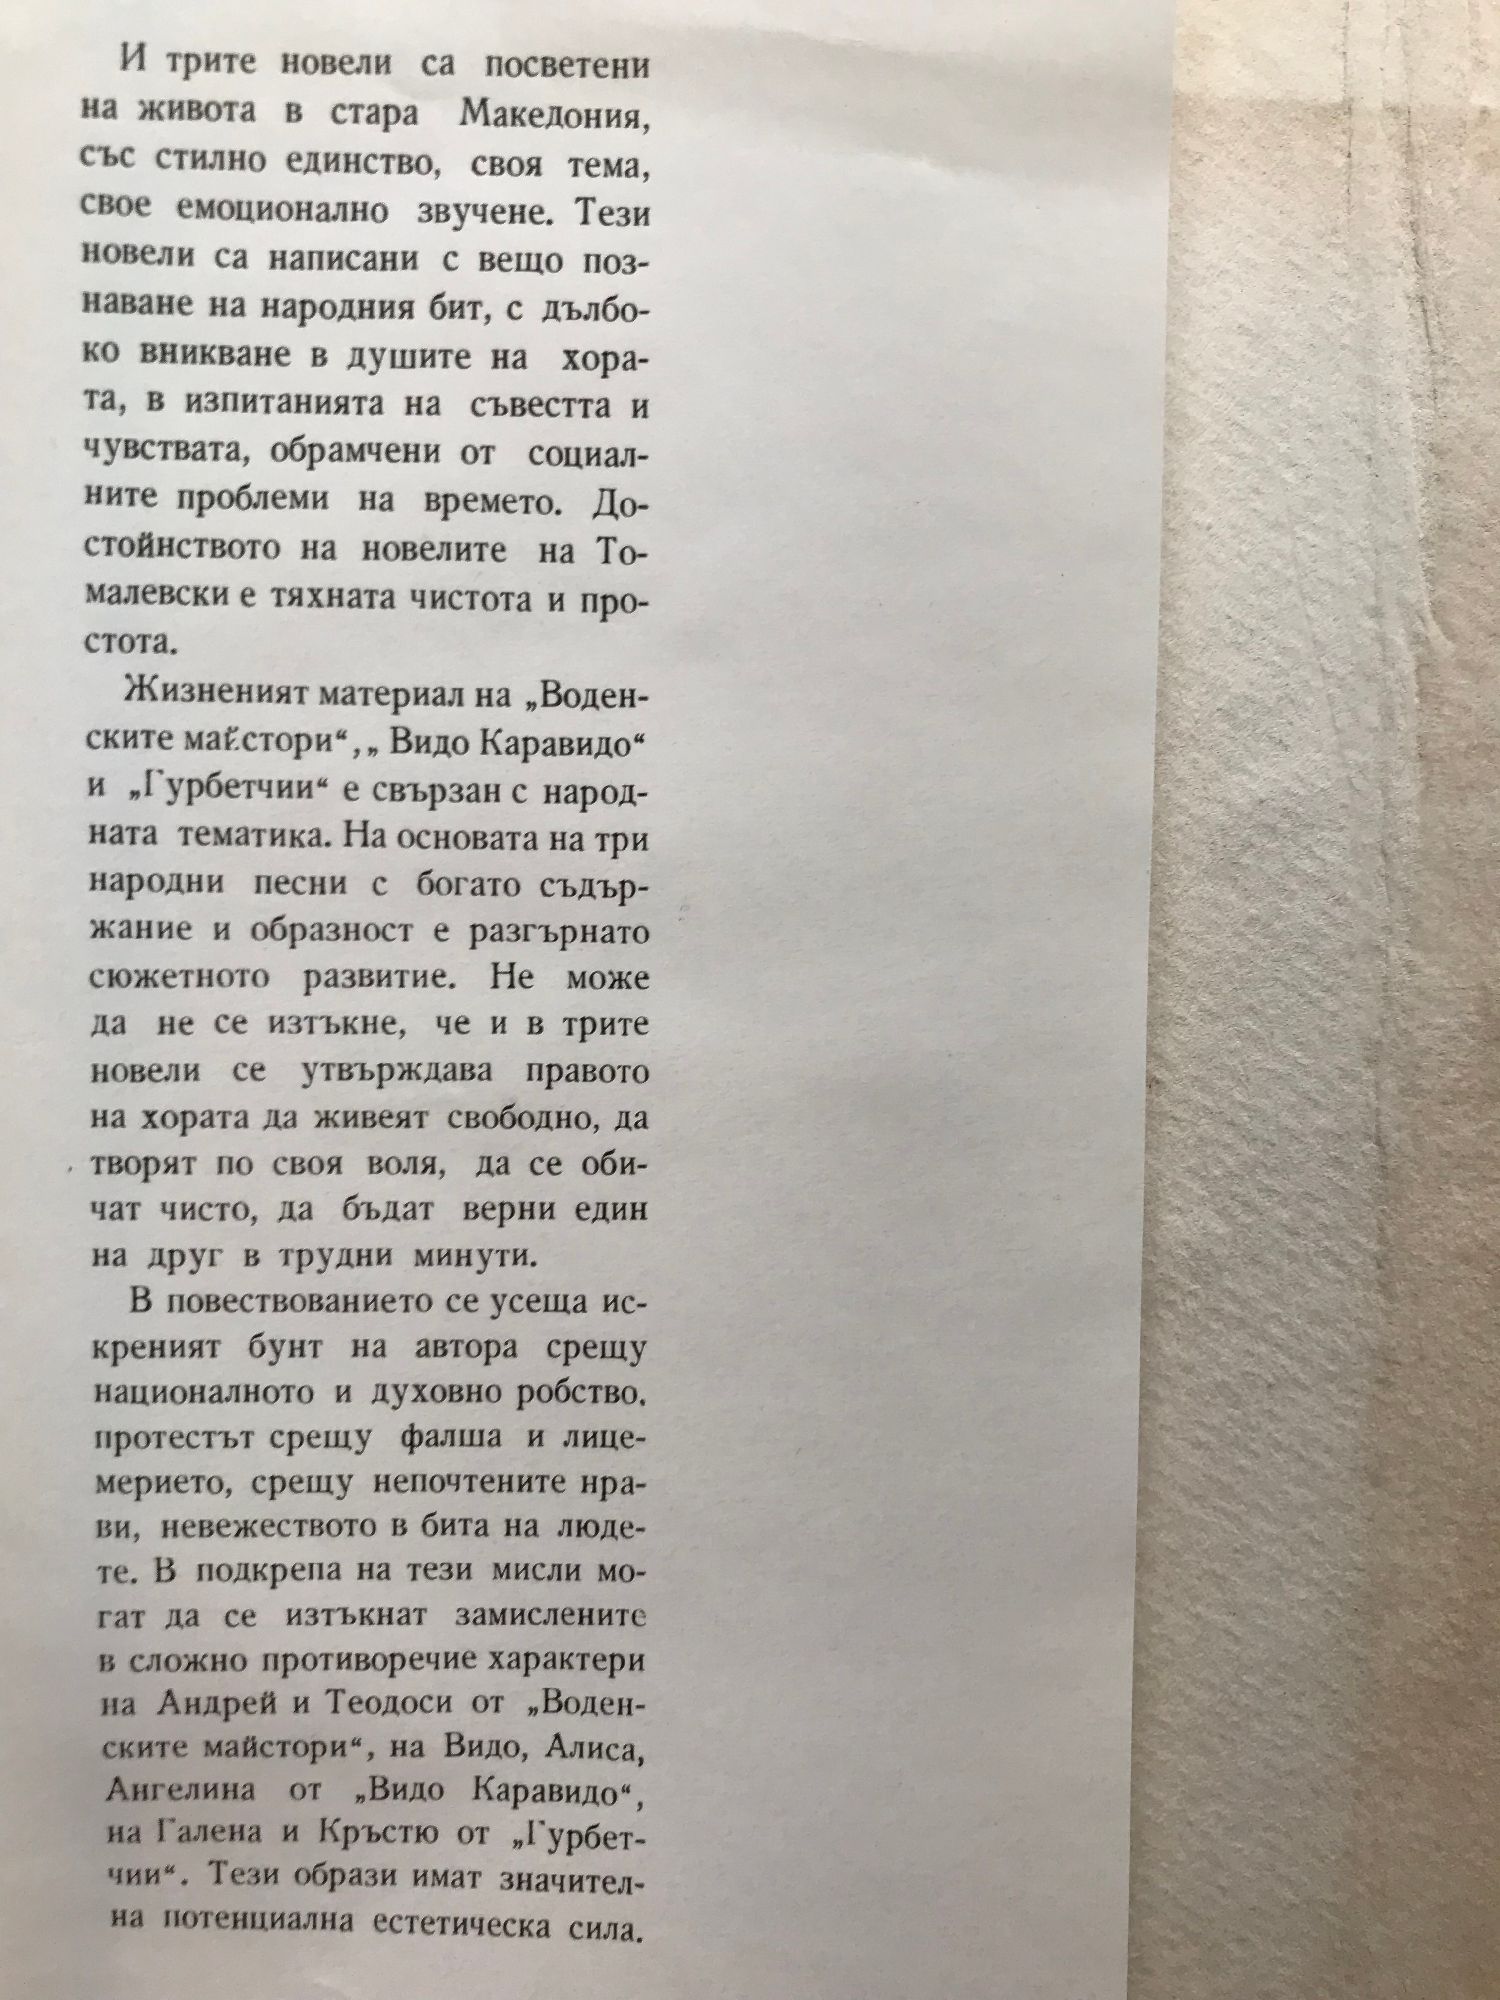 И трите новели са посветени
на живота в стара Македония,
със стилно единство, своя тема,
свое емоционално звучене. Тези
новели са написани с вещо поз-
наване на народния бит, с дълбо-
ко вникване в душите на хора-
та, в изпитанията на съвестта и
чувствата, обрамчени от социал-
ните проблеми на времето. До-
стойнството на новелите на То-
малевски е тяхната чистота и про-
стота.
Жизненият материал на „Воден-
ските майстори“, „ Видо Каравидо“
и „Гурбетчии“ е свързан с народ-
ната тематика. На основата на три
народни песни с богато съдър-
жание и образност е разгърнато
сюжетното развитие. Не може
да не се изтъкне, че и в трите
новели се утвърждава правото
на хората да живеят свободно, да
творят по своя воля, да се оби-
чат чисто, да бъдат верни един
на друг в трудни минути.
В повествованието се усеща ис-
креният бунт на автора срещу
националното и духовно робство.
протестът срещу фалша и лице-
мерието, срещу непочтените нра-
ви, невежеството в бита на люде-
те. В подкрепа на тези мисли мо-
гат да се изтъкнат замислените
в сложно противоречие характери
на Андрей и Теодоси от „Воден-
ските майстори“, на Видо, Алиса,
Ангелина от „Видо Каравидо“,
на Галена и Кръстю от „Гурбет-
чии“. Тези образи имат значител-
на потенциална естетическа сила.